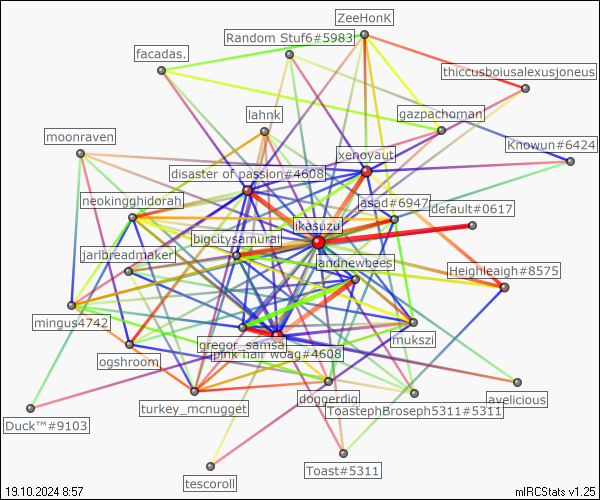 ZeeHonK
Random Stuf6#5983
facadas.
thiccusboiusalexusjoneus
lahnk
gazpachoman
moonraven
Knowun#6424
xenoyaut
disaster of passion#4608
neokingghidorah
asad#6947
default#0617
ikasuzu
bigcitysamurai
jarlbreadmaker
andnewbees
Heighleaigh#8575
mingus4742
mukszi
gregor_samsa
pink hair woag#4608
ogshroom
doggerdig
avelicious
turkey_mcnugget
ToastephBroseph5311#5311
Duck™#9103
Toast#5311
tescoroll
19.10.2024 8:57
mIRCStats v1.25